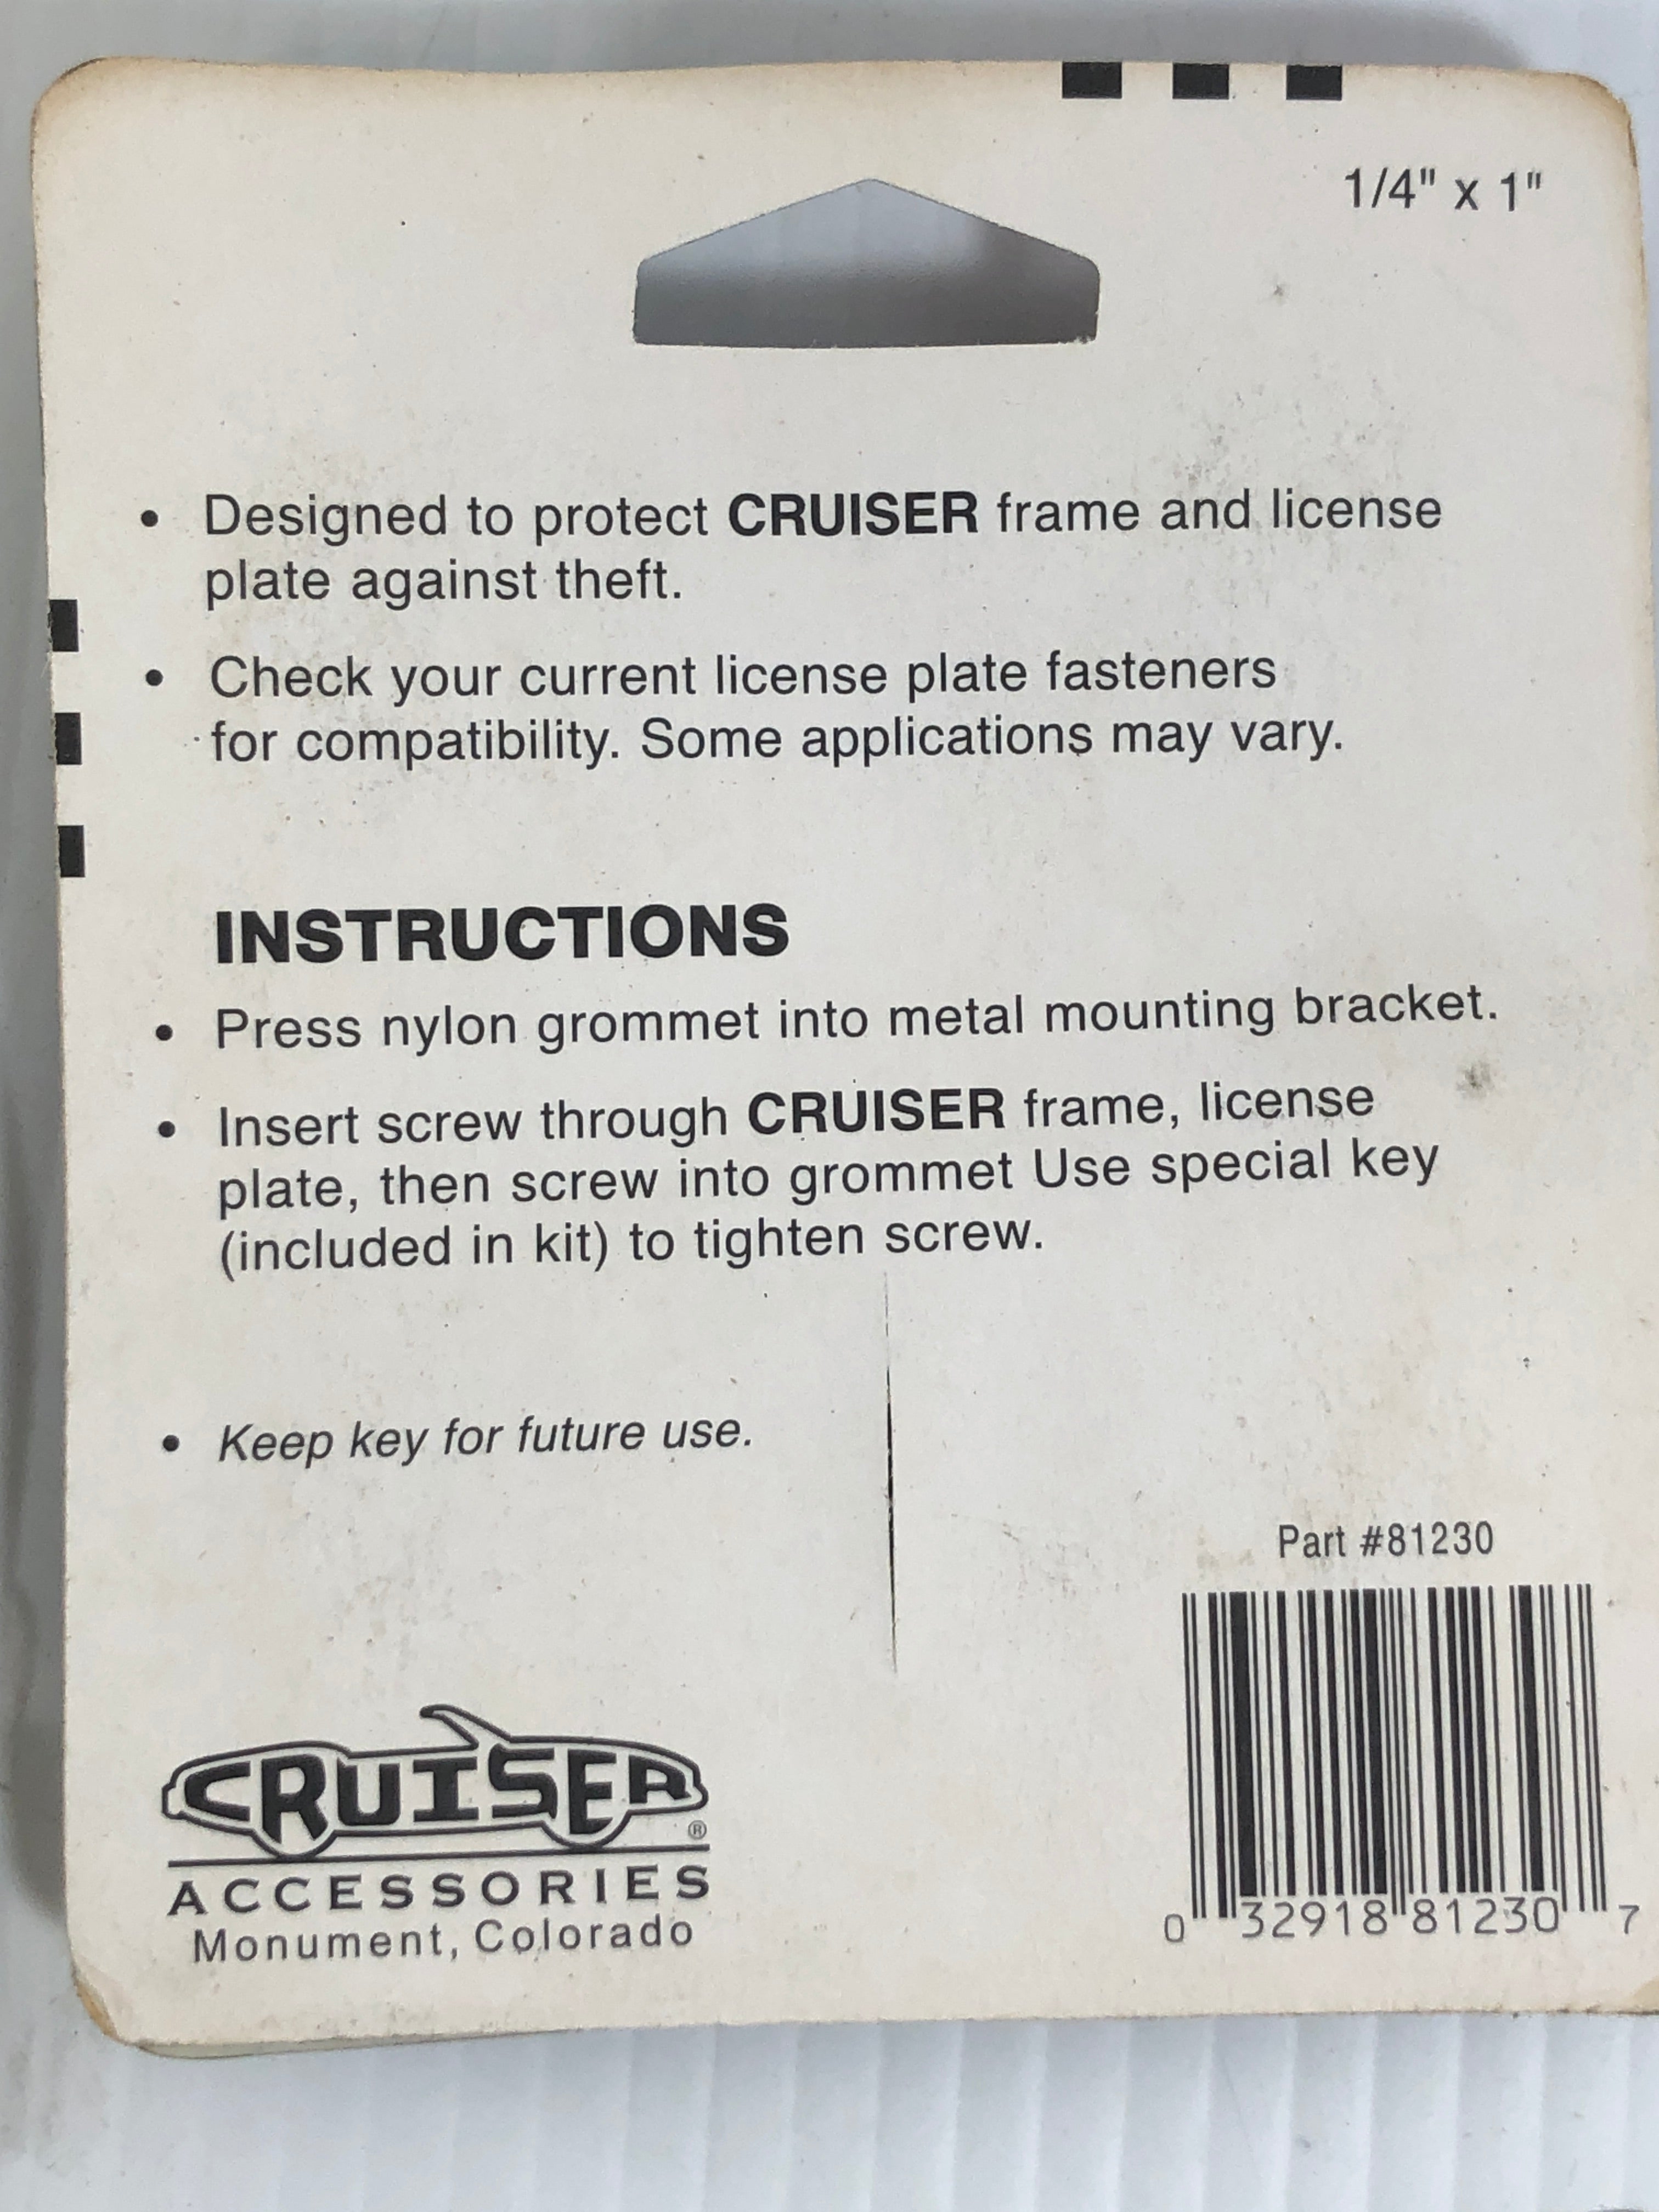 1/4" x 1"
• Designed to protect CRUISER frame and license
plate against theft.
• Check your current license plate fasteners
for compatibility. Some applications may vary.
INSTRUCTIONS
• Press nylon grommet into metal mounting bracket.
• Insert screw through CRUISER frame, license
plate, then screw into grommet Use special key
(included in kit) to tighten screw.
• Keep key for future use.
Part #81230
0 32918 81230 7
CRUISER®
ACCESSORIES
Monument, Colorado